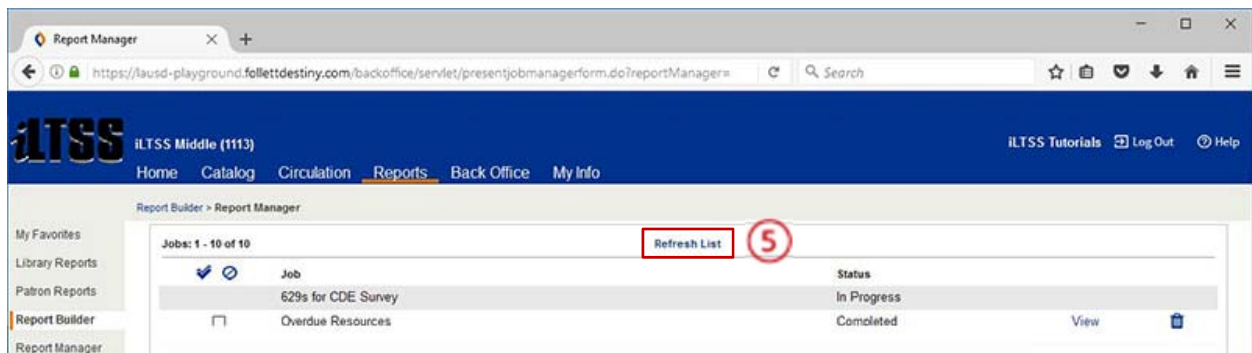 Report Manager
https://lausd-playground.follettdestiny.com/backoffice/servlet/presentjobmanagerform.do?reportManager=
Search
iLTSS
iLTSS Middle (1113)
iLTSS Tutorials Log Out Help
Home Catalog Circulation Reports Back Office My Info
Report Builder > Report Manager
My Favorites
Jobs: 1 - 10 of 10 Refresh List 5
Library Reports
Job Status
Patron Reports
629s for CDE Survey In Progress
Report Builder
Overdue Resources Completed View
Report Manager